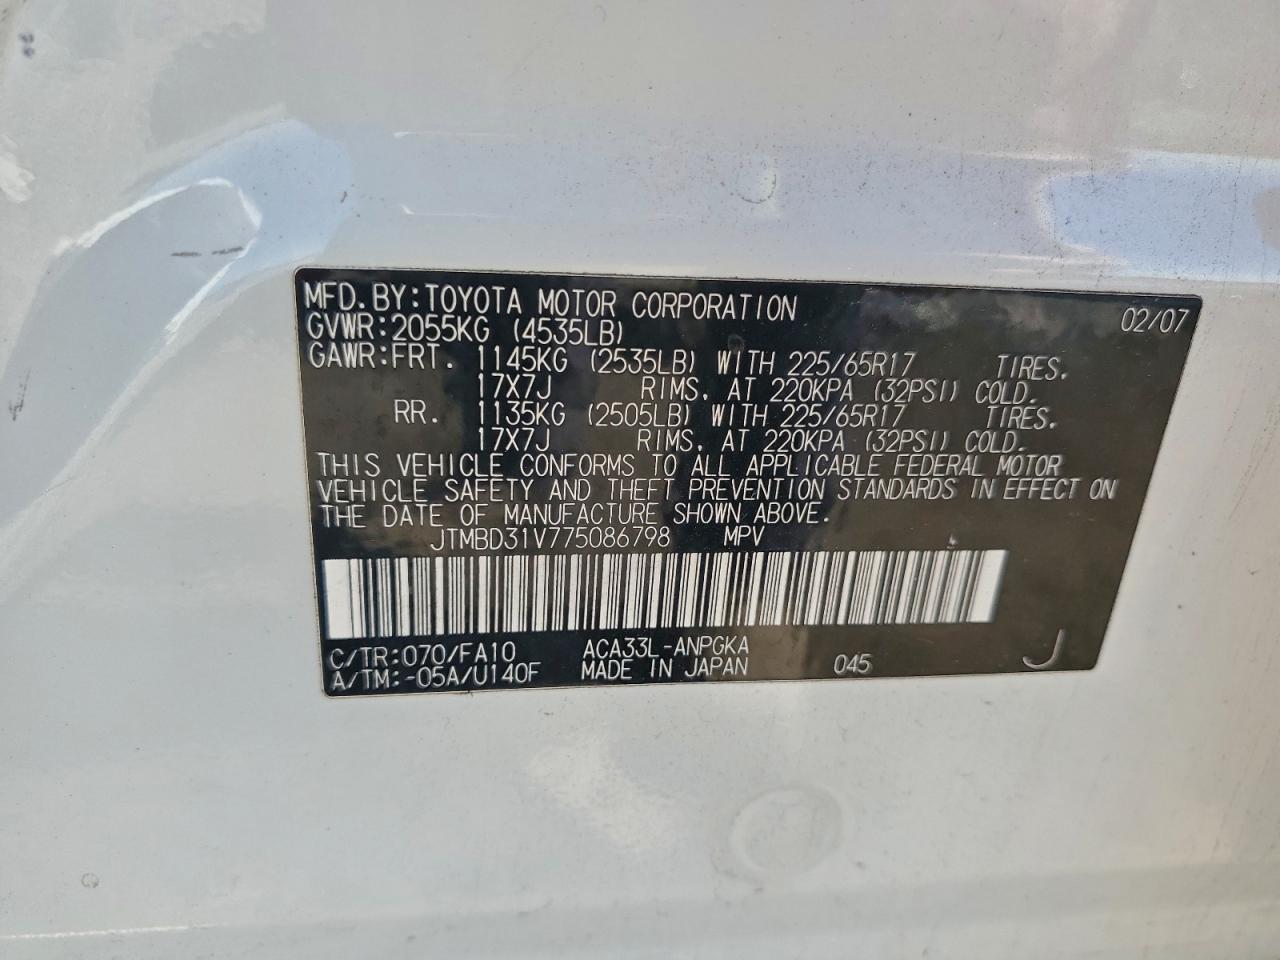 MFD. BY: TOYOTA MOTOR CORPORATION 02/07
GVWR: 2055KG (4535LB)
GAWR: FRT. 1145KG (2535LB) WITH 225/65R17 TIRES,
17X7J RIMS, AT 220KPA (32PSI) COLD.
RR. 1135KG (2505LB) WITH 225/65R17 TIRES,
17X7J RIMS, AT 220KPA (32PSI) COLD.
THIS VEHICLE CONFORMS TO ALL APPLICABLE FEDERAL MOTOR
VEHICLE SAFETY AND THEFT PREVENTION STANDARDS IN EFFECT ON
THE DATE OF MANUFACTURE SHOWN ABOVE.
JTMBD31V775086798 MPV
C/TR: 070/FA10 ACA33L-ANPGKA
A/TM: -05A/U140F MADE IN JAPAN 045 J